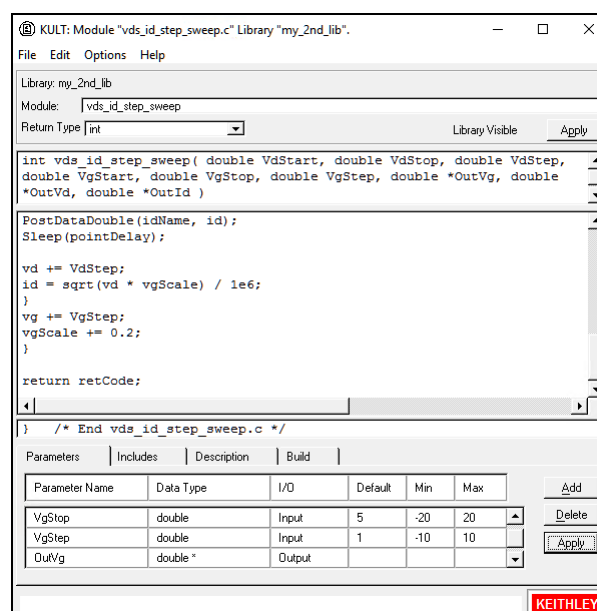 KULT: Module "vds_id_step_sweep.c" Library "my_2nd_lib".
File Edit Options Help
Library: my_2nd_lib
Module: vds_id_step_sweep
Return Type int Library Visible Apply
int vds_id_step_sweep( double VdStart, double VdStop, double VdStep,
double VgStart, double VgStop, double VgStep, double *OutVg, double
*OutVd, double *OutId )
PostDataDouble(idName, id);
Sleep(pointDelay);
vd += VdStep;
id = sqrt(vd * vgScale) / 1e6;
}
vg += VgStep;
vgScale += 0.2;
}
return retCode;
} /* End vds_id_step_sweep.c */
Parameters Includes Description Build
Parameter Name Data Type I/O Default Min Max Add
VgStop double Input 5 -20 20 Delete
VgStep double Input 1 -10 10 Apply
OutVg double * Output
KEITHLEY